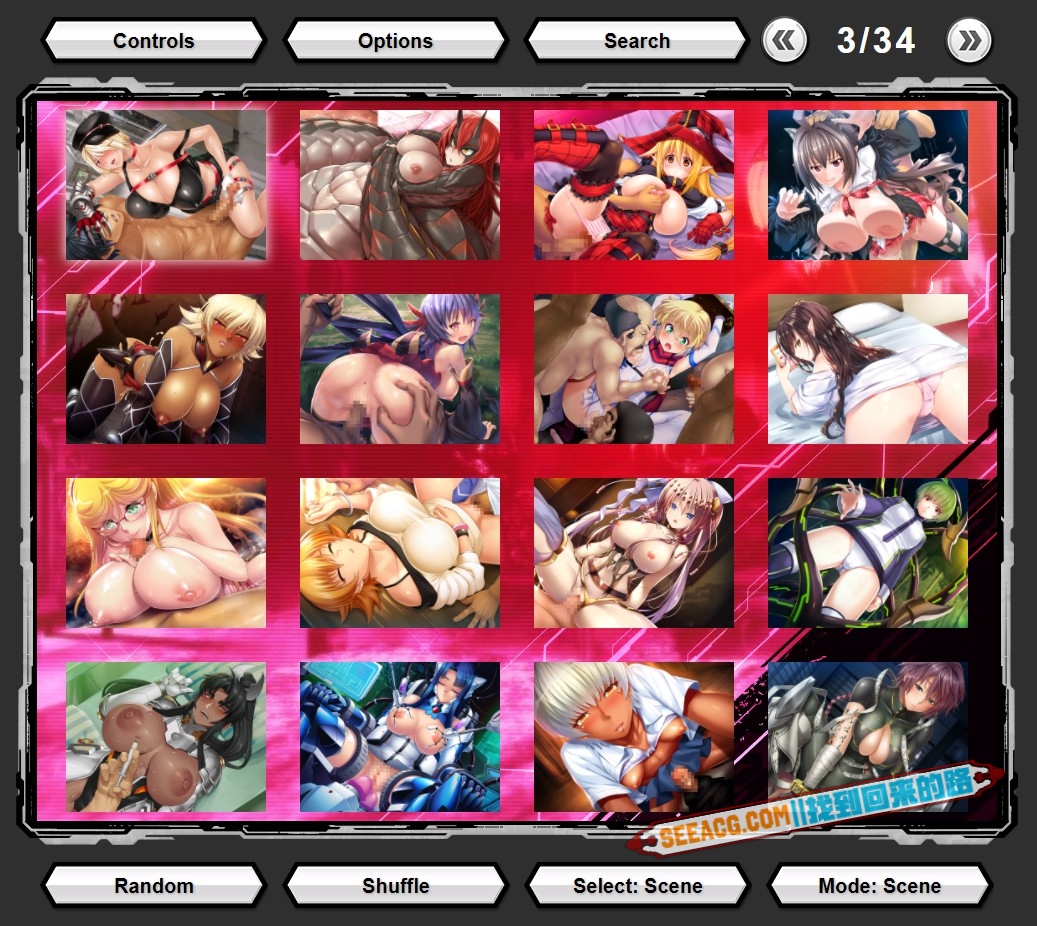 Controls
Options
Search
3/34
SEEACG.COM||找到回来的路
Random
Shuffle
Select: Scene
Mode: Scene